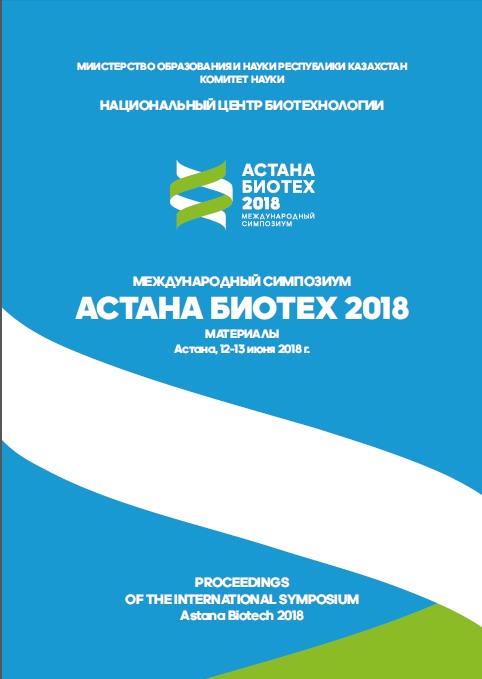 МИИСТЕРСТВО ОБРАЗОВАНИЯ И НАУКИ РЕСПУБЛИКИ КАЗАХСТАН
КОМИТЕТ НАУКИ
НАЦИОНАЛЬНЫЙ ЦЕНТР БИОТЕХНОЛОГИИ
АСТАНА
БИОТЕХ
2018
МЕЖДУНАРОДНЫЙ
СИМПОЗИУМ
МЕЖДУНАРОДНЫЙ СИМПОЗИУМ
АСТАНА БИОТЕХ 2018
МАТЕРИАЛЫ
Астана, 12-13 июня 2018 г.
PROCEEDINGS
OF THE INTERNATIONAL SYMPOSIUM
Astana Biotech 2018